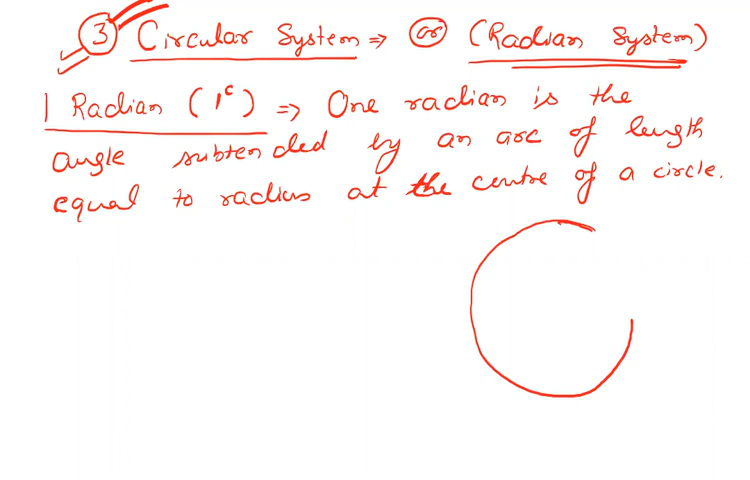 3 Circular System ⇒ or (Radian System)
1 Radian (1ᶜ) ⇒ One radian is the
angle subtended by an arc of length
equal to radius at the centre of a circle.